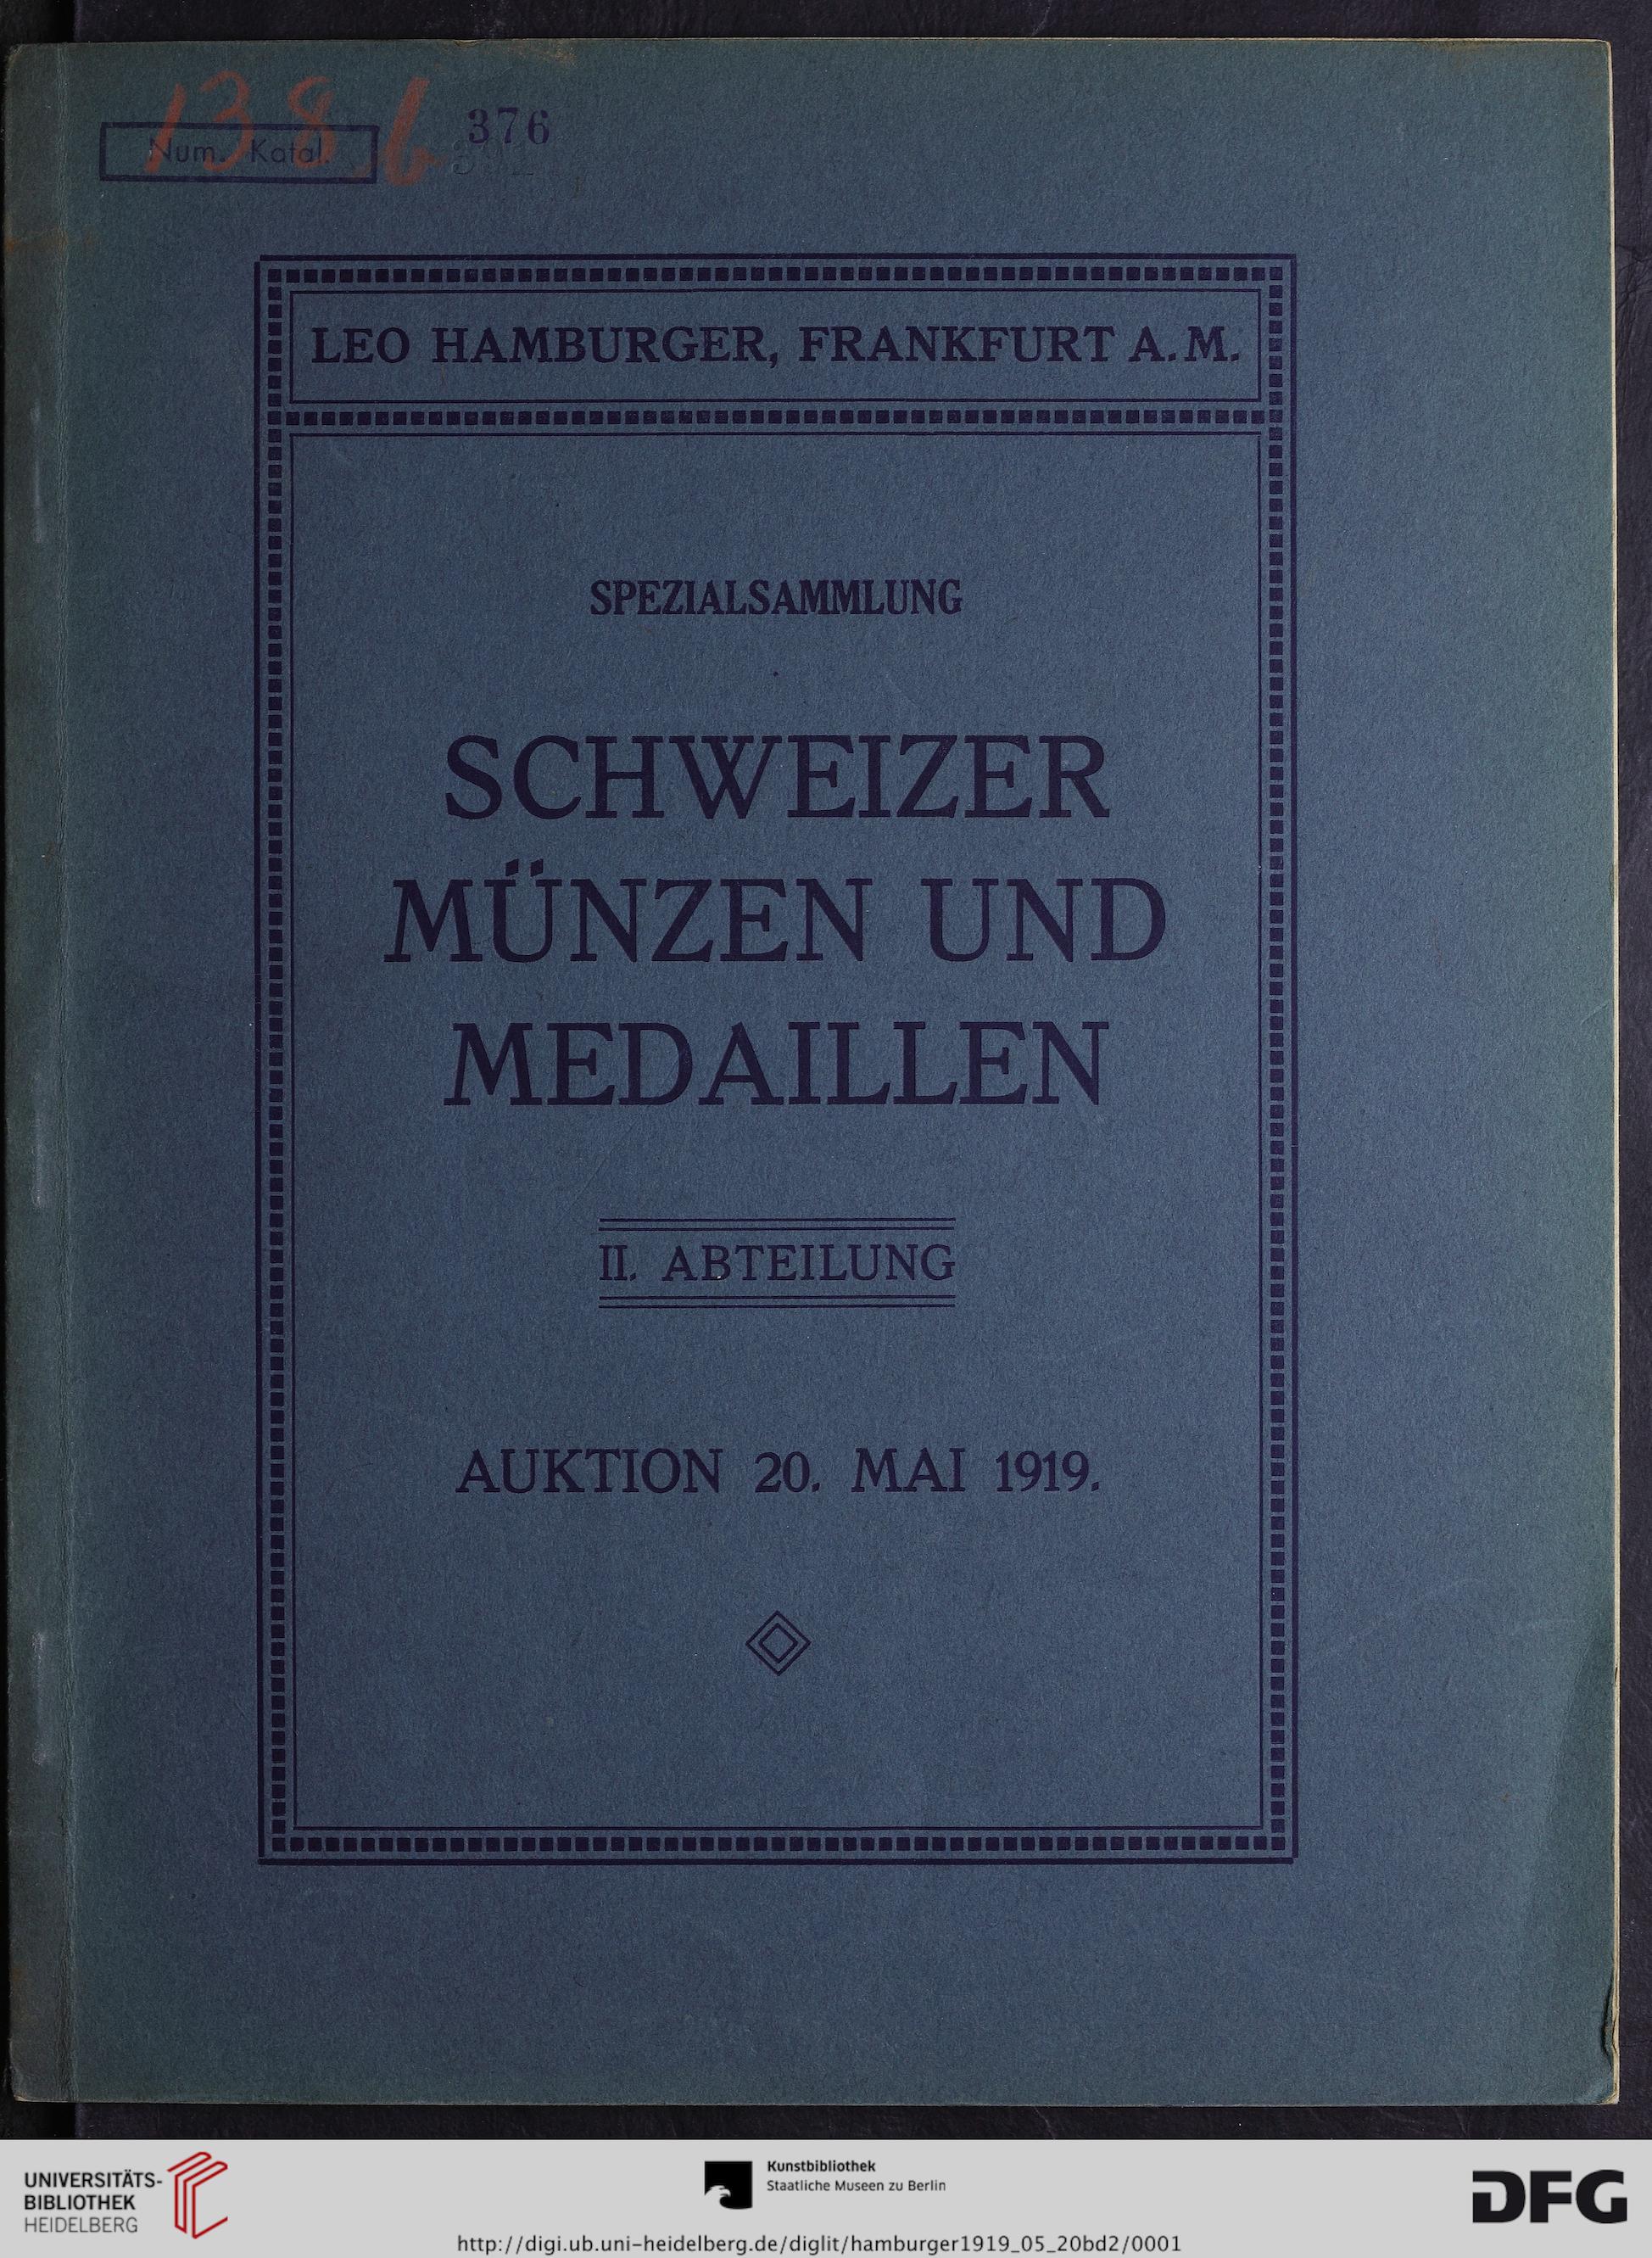 138 b
Num. Katal.
376
LEO HAMBURGER, FRANKFURT A.M.
SPEZIALSAMMLUNG
SCHWEIZER
MÜNZEN UND
MEDAILLEN
II. ABTEILUNG
AUKTION 20. MAI 1919.
UNIVERSITÄTS-
BIBLIOTHEK
HEIDELBERG
Kunstbibliothek
Staatliche Museen zu Berlin
DFG
http://digi.ub.uni-heidelberg.de/diglit/hamburger1919_05_20bd2/0001